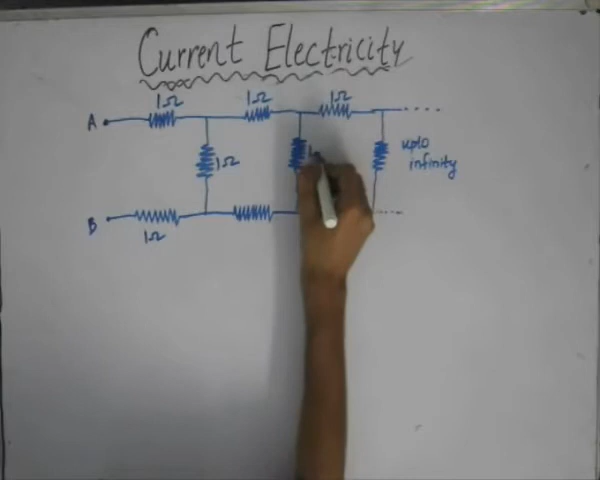 Current Electricity
1Ω 1Ω 1Ω
A
1Ω
upto
infinity
B
1Ω